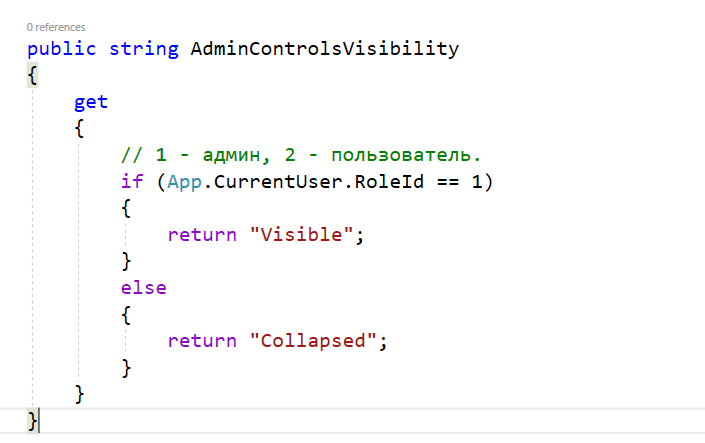 0 references
public string AdminControlsVisibility
{
    get
    {
        // 1 - админ, 2 - пользователь.
        if (App.CurrentUser.RoleId == 1)
        {
            return "Visible";
        }
        else
        {
            return "Collapsed";
        }
    }
}